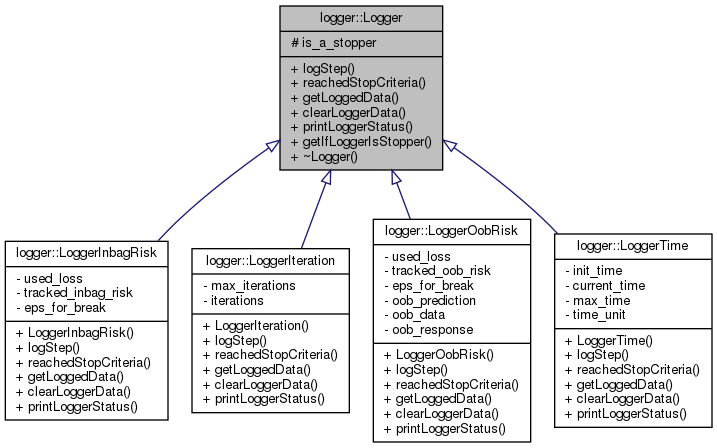 logger::Logger
# is_a_stopper
+ logStep()
+ reachedStopCriteria()
+ getLoggedData()
+ clearLoggerData()
+ printLoggerStatus()
+ getIfLoggerIsStopper()
+ ~Logger()
logger::LoggerInbagRisk
- used_loss
- tracked_inbag_risk
- eps_for_break
+ LoggerInbagRisk()
+ logStep()
+ reachedStopCriteria()
+ getLoggedData()
+ clearLoggerData()
+ printLoggerStatus()
logger::LoggerIteration
- max_iterations
- iterations
+ LoggerIteration()
+ logStep()
+ reachedStopCriteria()
+ getLoggedData()
+ clearLoggerData()
+ printLoggerStatus()
logger::LoggerOobRisk
- used_loss
- tracked_oob_risk
- eps_for_break
- oob_prediction
- oob_data
- oob_response
+ LoggerOobRisk()
+ logStep()
+ reachedStopCriteria()
+ getLoggedData()
+ clearLoggerData()
+ printLoggerStatus()
logger::LoggerTime
- init_time
- current_time
- max_time
- time_unit
+ LoggerTime()
+ logStep()
+ reachedStopCriteria()
+ getLoggedData()
+ clearLoggerData()
+ printLoggerStatus()